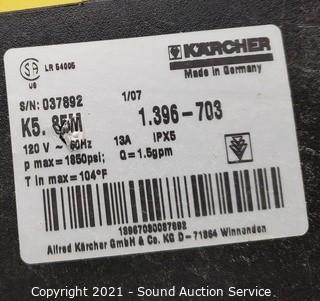 LR 54005
KÄRCHER
Made in Germany
S/N: 037892
1/07
K5. 85M
1.396-703
120 V ~ 60Hz
13A
IPX5
p max=1850psi;
Q=1.5gpm
T in max=104°F
Alfred Kärcher GmbH & Co. KG D-71364 Winnenden
Copyright © 2021 - Sound Auction Service